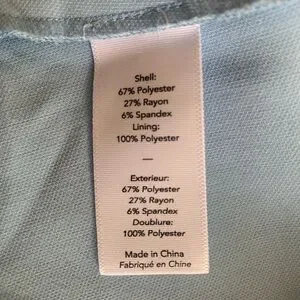 Shell:
67% Polyester
27% Rayon
6% Spandex
Lining:
100% Polyester
—
Exterieur:
67% Polyester
27% Rayon
6% Spandex
Doublure:
100% Polyester
Made in China
Fabriqué en Chine